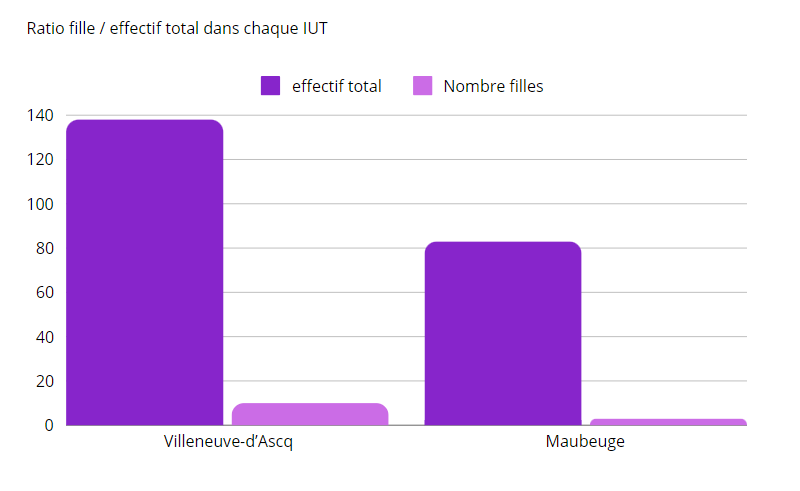 Ratio fille / effectif total dans chaque IUT
effectif total Nombre filles
140
120
100
80
60
40
20
0
Villeneuve-d’Ascq Maubeuge